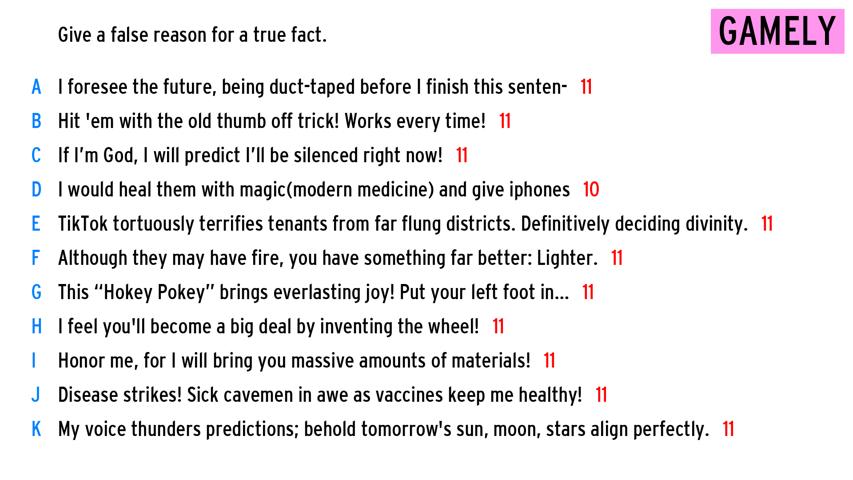 Give a false reason for a true fact.
GAMELY
A I foresee the future, being duct-taped before I finish this senten- 11
B Hit 'em with the old thumb off trick! Works every time! 11
C If I'm God, I will predict I'll be silenced right now! 11
D I would heal them with magic(modern medicine) and give iphones 10
E TikTok tortuously terrifies tenants from far flung districts. Definitively deciding divinity. 11
F Although they may have fire, you have something far better: Lighter. 11
G This “Hokey Pokey” brings everlasting joy! Put your left foot in... 11
H I feel you'll become a big deal by inventing the wheel! 11
I Honor me, for I will bring you massive amounts of materials! 11
J Disease strikes! Sick cavemen in awe as vaccines keep me healthy! 11
K My voice thunders predictions; behold tomorrow's sun, moon, stars align perfectly. 11